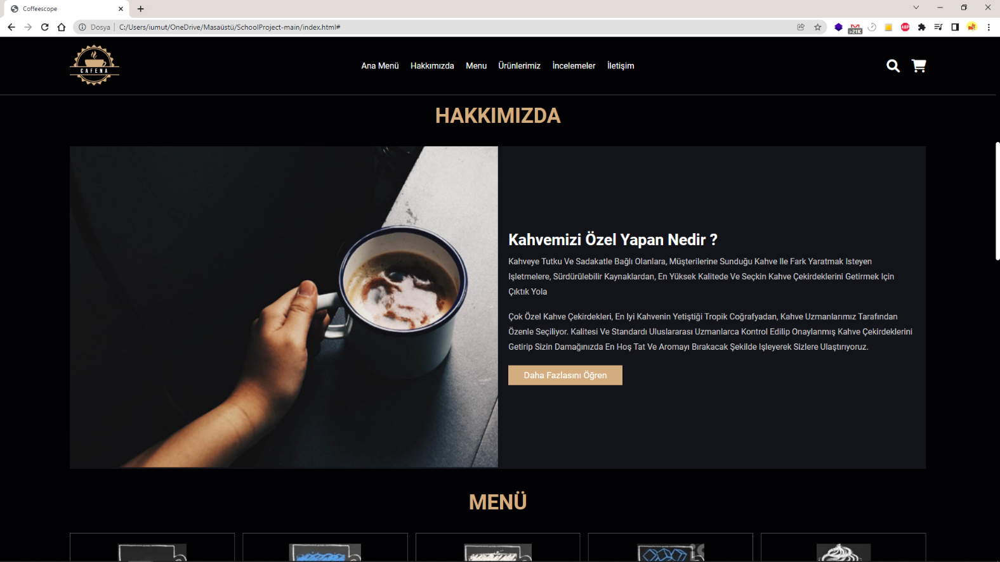 Coffeescope
Dosya
C:/Users/iumut/OneDrive/Masaüstü/SchoolProject-main/index.html#
>21K
ABP
CAFENA
Ana Menü
Hakkımızda
Menu
Ürünlerimiz
İncelemeler
İletişim
HAKKIMIZDA
Kahvemizi Özel Yapan Nedir ?
Kahveye Tutku Ve Sadakatle Bağlı Olanlara, Müşterilerine Sunduğu Kahve Ile Fark Yaratmak Isteyen
Işletmelere, Sürdürülebilir Kaynaklardan, En Yüksek Kalitede Ve Seçkin Kahve Çekirdeklerini Getirmek Için
Çıktık Yola
Çok Özel Kahve Çekirdekleri, En Iyi Kahvenin Yetiştiği Tropik Coğrafyadan, Kahve Uzmanlarımız Tarafından
Özenle Seçiliyor. Kalitesi Ve Standardı Uluslararası Uzmanlarca Kontrol Edilip Onaylanmış Kahve Çekirdeklerini
Getirip Sizin Damağınızda En Hoş Tat Ve Aromayı Bırakacak Şekilde Işleyerek Sizlere Ulaştırıyoruz.
Daha Fazlasını Öğren
MENÜ